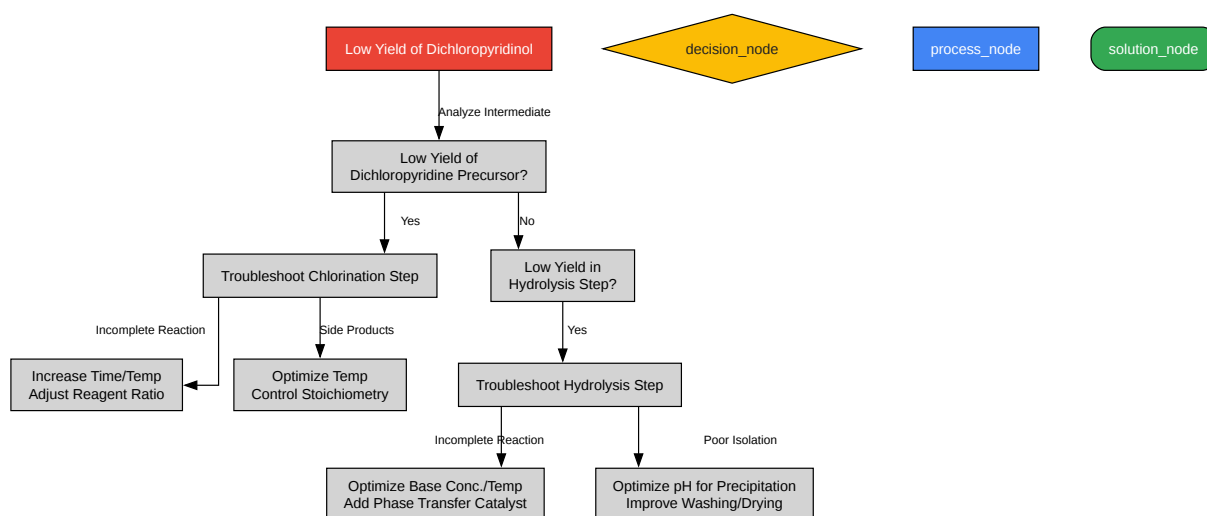 Low Yield of Dichloropyridinol
decision_node
process_node
solution_node
Analyze Intermediate
Low Yield of
Dichloropyridine Precursor?
Yes
No
Troubleshoot Chlorination Step
Low Yield in
Hydrolysis Step?
Incomplete Reaction
Side Products
Yes
Increase Time/Temp
Adjust Reagent Ratio
Optimize Temp
Control Stoichiometry
Troubleshoot Hydrolysis Step
Incomplete Reaction
Poor Isolation
Optimize Base Conc./Temp
Add Phase Transfer Catalyst
Optimize pH for Precipitation
Improve Washing/Drying